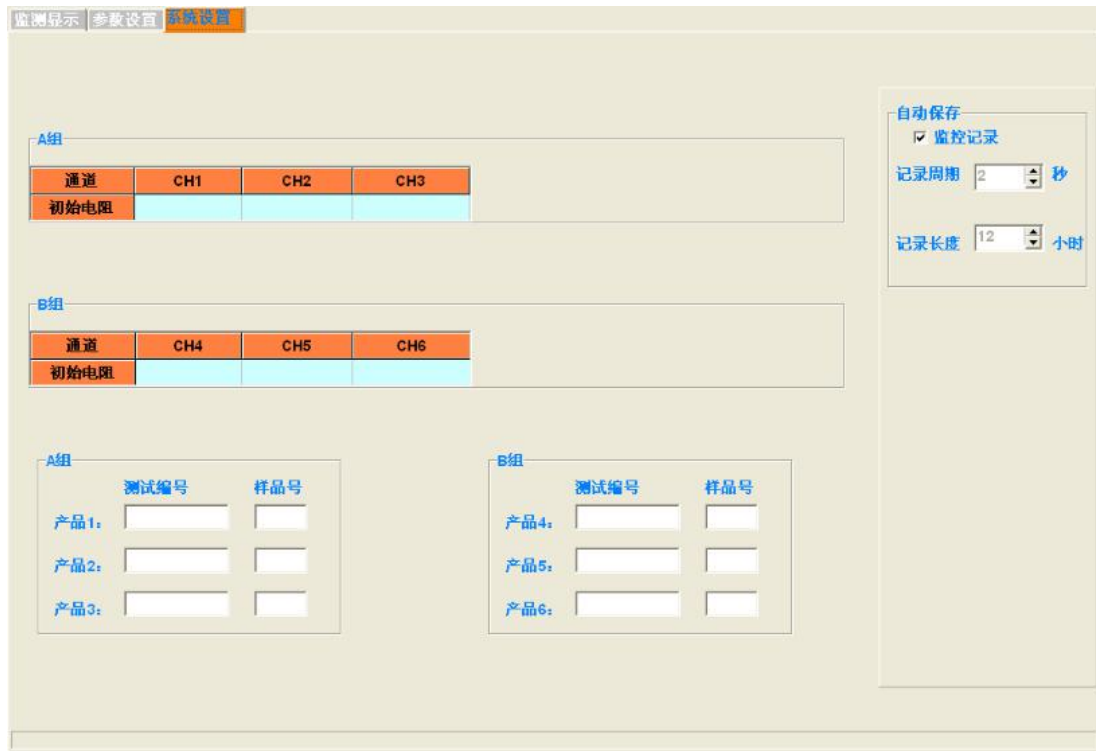 监测显示 参数设置 系统设置
自动保存
监控记录
记录周期 2 秒
记录长度 12 小时
A组
通道 CH1 CH2 CH3
初始电阻
B组
通道 CH4 CH5 CH6
初始电阻
A组
测试编号 样品号
产品1:
产品2:
产品3:
B组
测试编号 样品号
产品4:
产品5:
产品6: